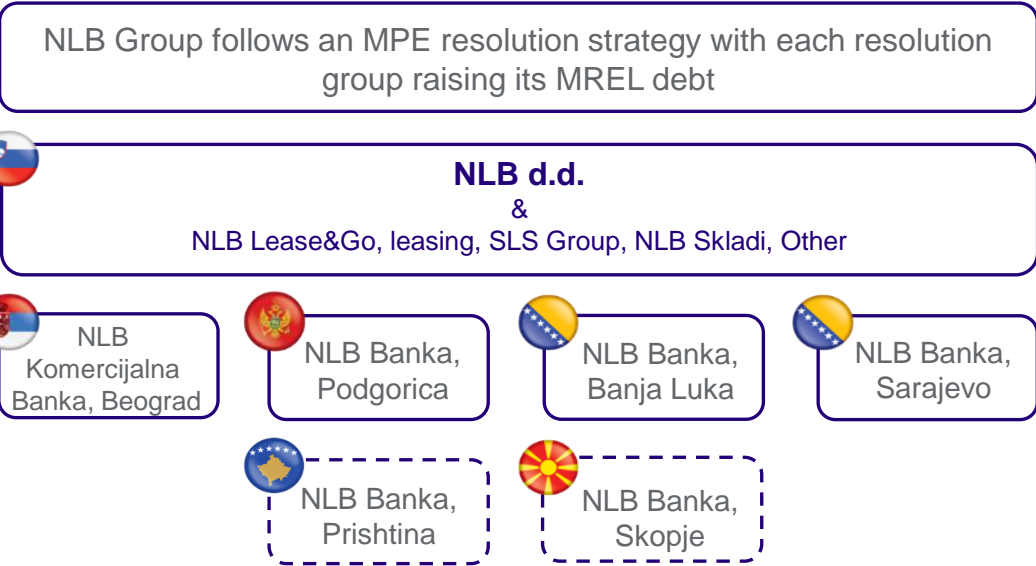 NLB Group follows an MPE resolution strategy with each resolution
group raising its MREL debt
NLB d.d.
&
NLB Lease&Go, leasing, SLS Group, NLB Skladi, Other
NLB
Komercijalna
Banka, Beograd
NLB Banka,
Podgorica
NLB Banka,
Banja Luka
NLB Banka,
Sarajevo
NLB Banka,
Prishtina
NLB Banka,
Skopje